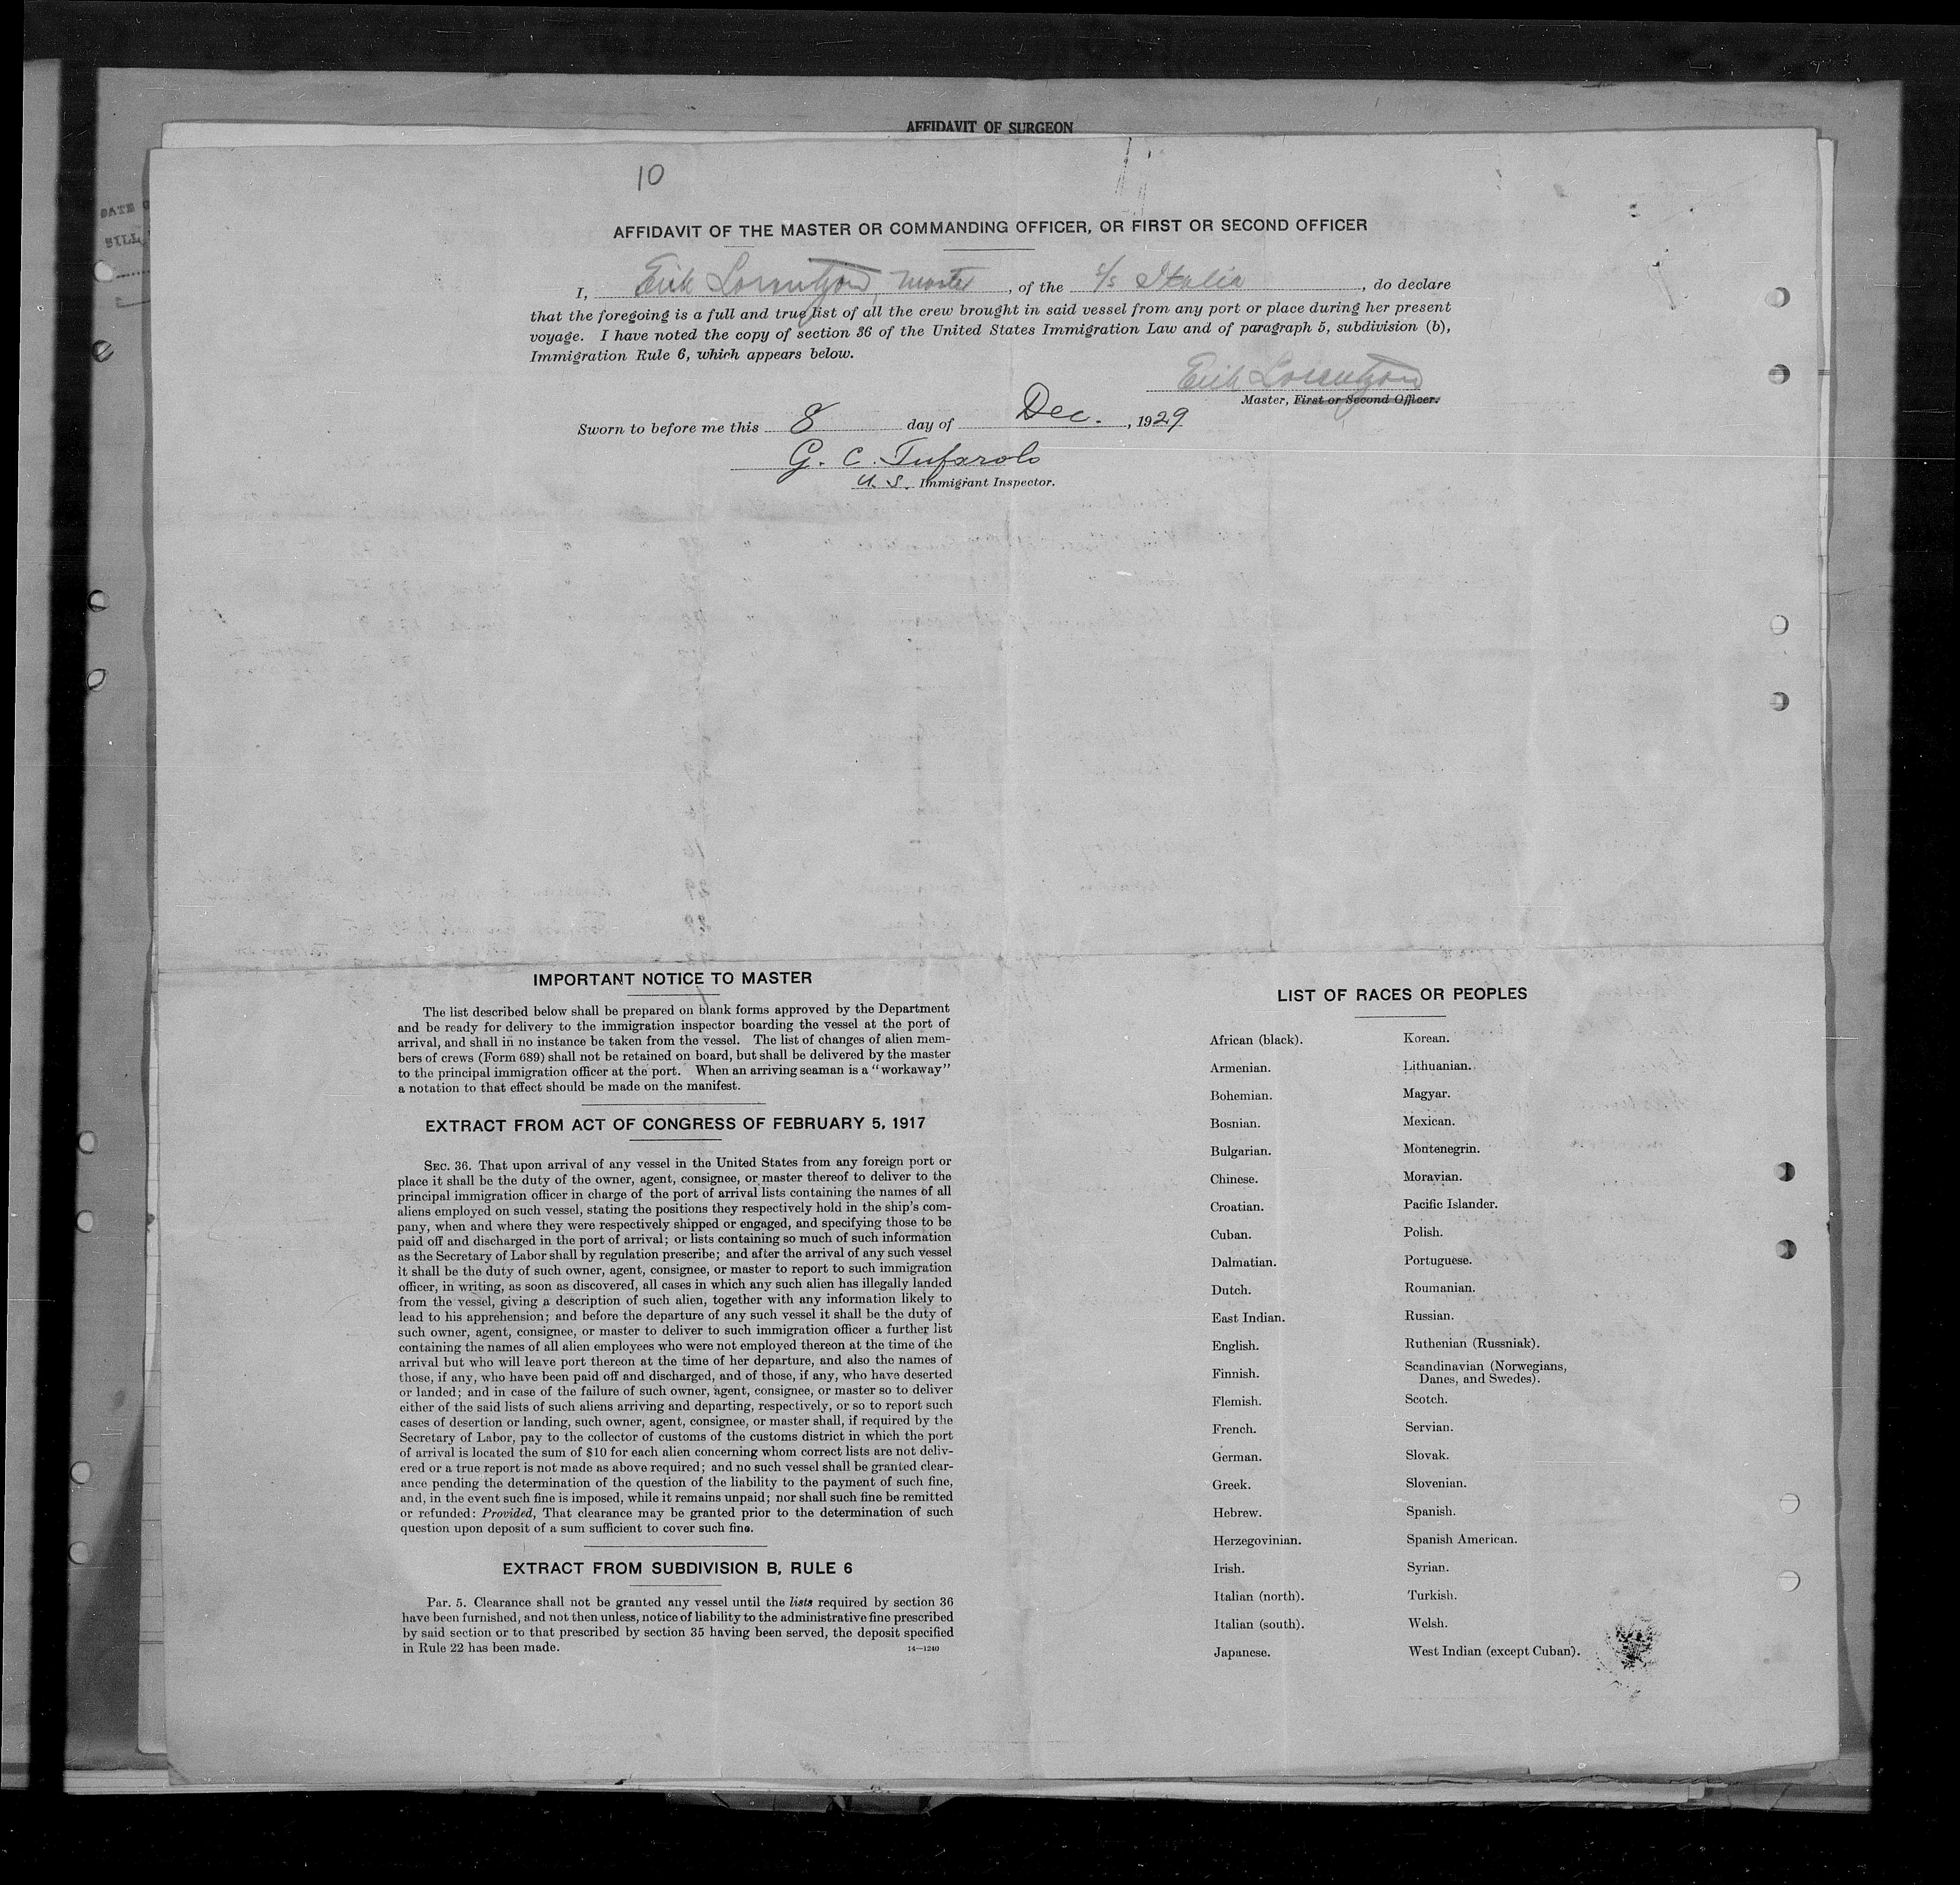 AFFIDAVIT OF SURGEON
10
AFFIDAVIT OF THE MASTER OR COMMANDING OFFICER, OR FIRST OR SECOND OFFICER
I, Erik Lorentzon, Master, of the S/S Italia, do declare
that the foregoing is a full and true list of all the crew brought in said vessel from any port or place during her present
voyage. I have noted the copy of section 36 of the United States Immigration Law and of paragraph 5, subdivision (b),
Immigration Rule 6, which appears below.
Erik Lorentzon
Master, First or Second Officer.
Sworn to before me this 8 day of Dec., 1929
G. C. Tufarolo
U. S. Immigrant Inspector.
IMPORTANT NOTICE TO MASTER
The list described below shall be prepared on blank forms approved by the Department
and be ready for delivery to the immigration inspector boarding the vessel at the port of
arrival, and shall in no instance be taken from the vessel. The list of changes of alien mem-
bers of crews (Form 689) shall not be retained on board, but shall be delivered by the master
to the principal immigration officer at the port. When an arriving seaman is a "workaway"
a notation to that effect should be made on the manifest.
EXTRACT FROM ACT OF CONGRESS OF FEBRUARY 5, 1917
SEC. 36. That upon arrival of any vessel in the United States from any foreign port or
place it shall be the duty of the owner, agent, consignee, or master thereof to deliver to the
principal immigration officer in charge of the port of arrival lists containing the names of all
aliens employed on such vessel, stating the positions they respectively hold in the ship's com-
pany, when and where they were respectively shipped or engaged, and specifying those to be
paid off and discharged in the port of arrival; or lists containing so much of such information
as the Secretary of Labor shall by regulation prescribe; and after the arrival of any such vessel
it shall be the duty of such owner, agent, consignee, or master to report to such immigration
officer, in writing, as soon as discovered, all cases in which any such alien has illegally landed
from the vessel, giving a description of such alien, together with any information likely to
lead to his apprehension; and before the departure of any such vessel it shall be the duty of
such owner, agent, consignee, or master to deliver to such immigration officer a further list
containing the names of all alien employees who were not employed thereon at the time of the
arrival but who will leave port thereon at the time of her departure, and also the names of
those, if any, who have been paid off and discharged, and of those, if any, who have deserted
or landed; and in case of the failure of such owner, agent, consignee, or master so to deliver
either of the said lists of such aliens arriving and departing, respectively, or so to report such
cases of desertion or landing, such owner, agent, consignee, or master shall, if required by the
Secretary of Labor, pay to the collector of customs of the customs district in which the port
of arrival is located the sum of $10 for each alien concerning whom correct lists are not deliv-
ered or a true report is not made as above required; and no such vessel shall be granted clear-
ance pending the determination of the question of the liability to the payment of such fine,
and, in the event such fine is imposed, while it remains unpaid; nor shall such fine be remitted
or refunded: Provided, That clearance may be granted prior to the determination of such
question upon deposit of a sum sufficient to cover such fine.
EXTRACT FROM SUBDIVISION B, RULE 6
Par. 5. Clearance shall not be granted any vessel until the lists required by section 36
have been furnished, and not then unless, notice of liability to the administrative fine prescribed
by said section or to that prescribed by section 35 having been served, the deposit specified
in Rule 22 has been made.
14—1240
LIST OF RACES OR PEOPLES
African (black).
Armenian.
Bohemian.
Bosnian.
Bulgarian.
Chinese.
Croatian.
Cuban.
Dalmatian.
Dutch.
East Indian.
English.
Finnish.
Flemish.
French.
German.
Greek.
Hebrew.
Herzegovinian.
Irish.
Italian (north).
Italian (south).
Japanese.
Korean.
Lithuanian.
Magyar.
Mexican.
Montenegrin.
Moravian.
Pacific Islander.
Polish.
Portuguese.
Roumanian.
Russian.
Ruthenian (Russniak).
Scandinavian (Norwegians,
Danes, and Swedes).
Scotch.
Servian.
Slovak.
Slovenian.
Spanish.
Spanish American.
Syrian.
Turkish.
Welsh.
West Indian (except Cuban).